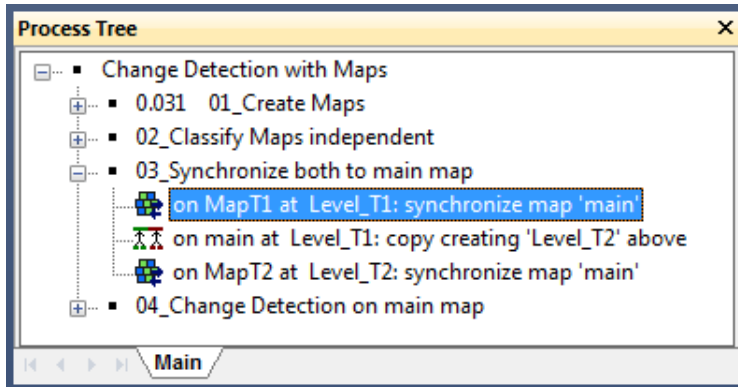 Process Tree
Change Detection with Maps
0.031 01_Create Maps
02_Classify Maps independent
03_Synchronize both to main map
on MapT1 at Level_T1: synchronize map 'main'
on main at Level_T1: copy creating 'Level_T2' above
on MapT2 at Level_T2: synchronize map 'main'
04_Change Detection on main map
Main